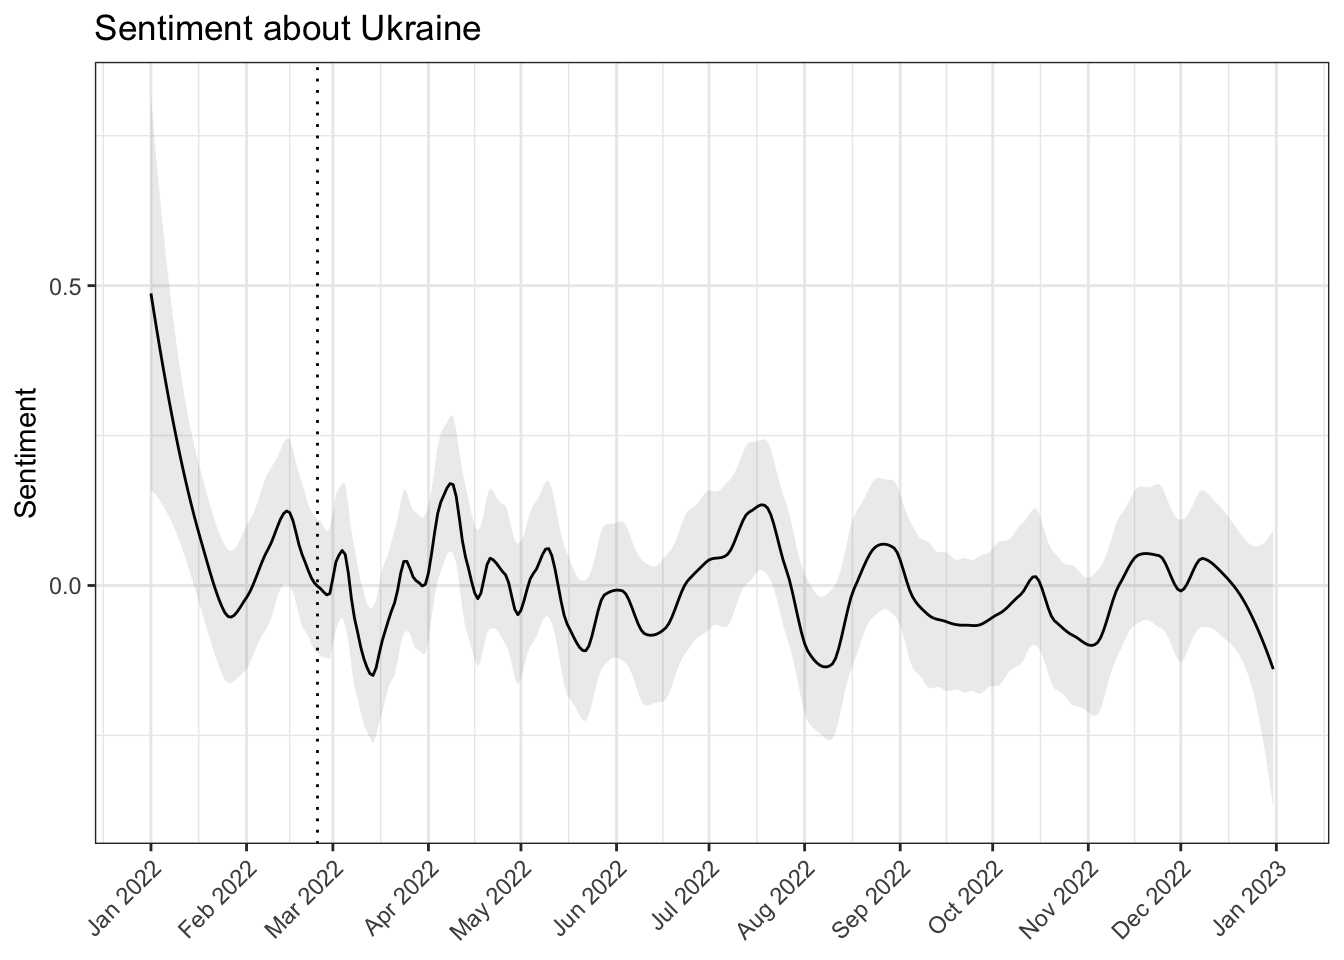 Sentiment about Ukraine
Sentiment
0.5
0.0
Jan 2022
Feb 2022
Mar 2022
Apr 2022
May 2022
Jun 2022
Jul 2022
Aug 2022
Sep 2022
Oct 2022
Nov 2022
Dec 2022
Jan 2023